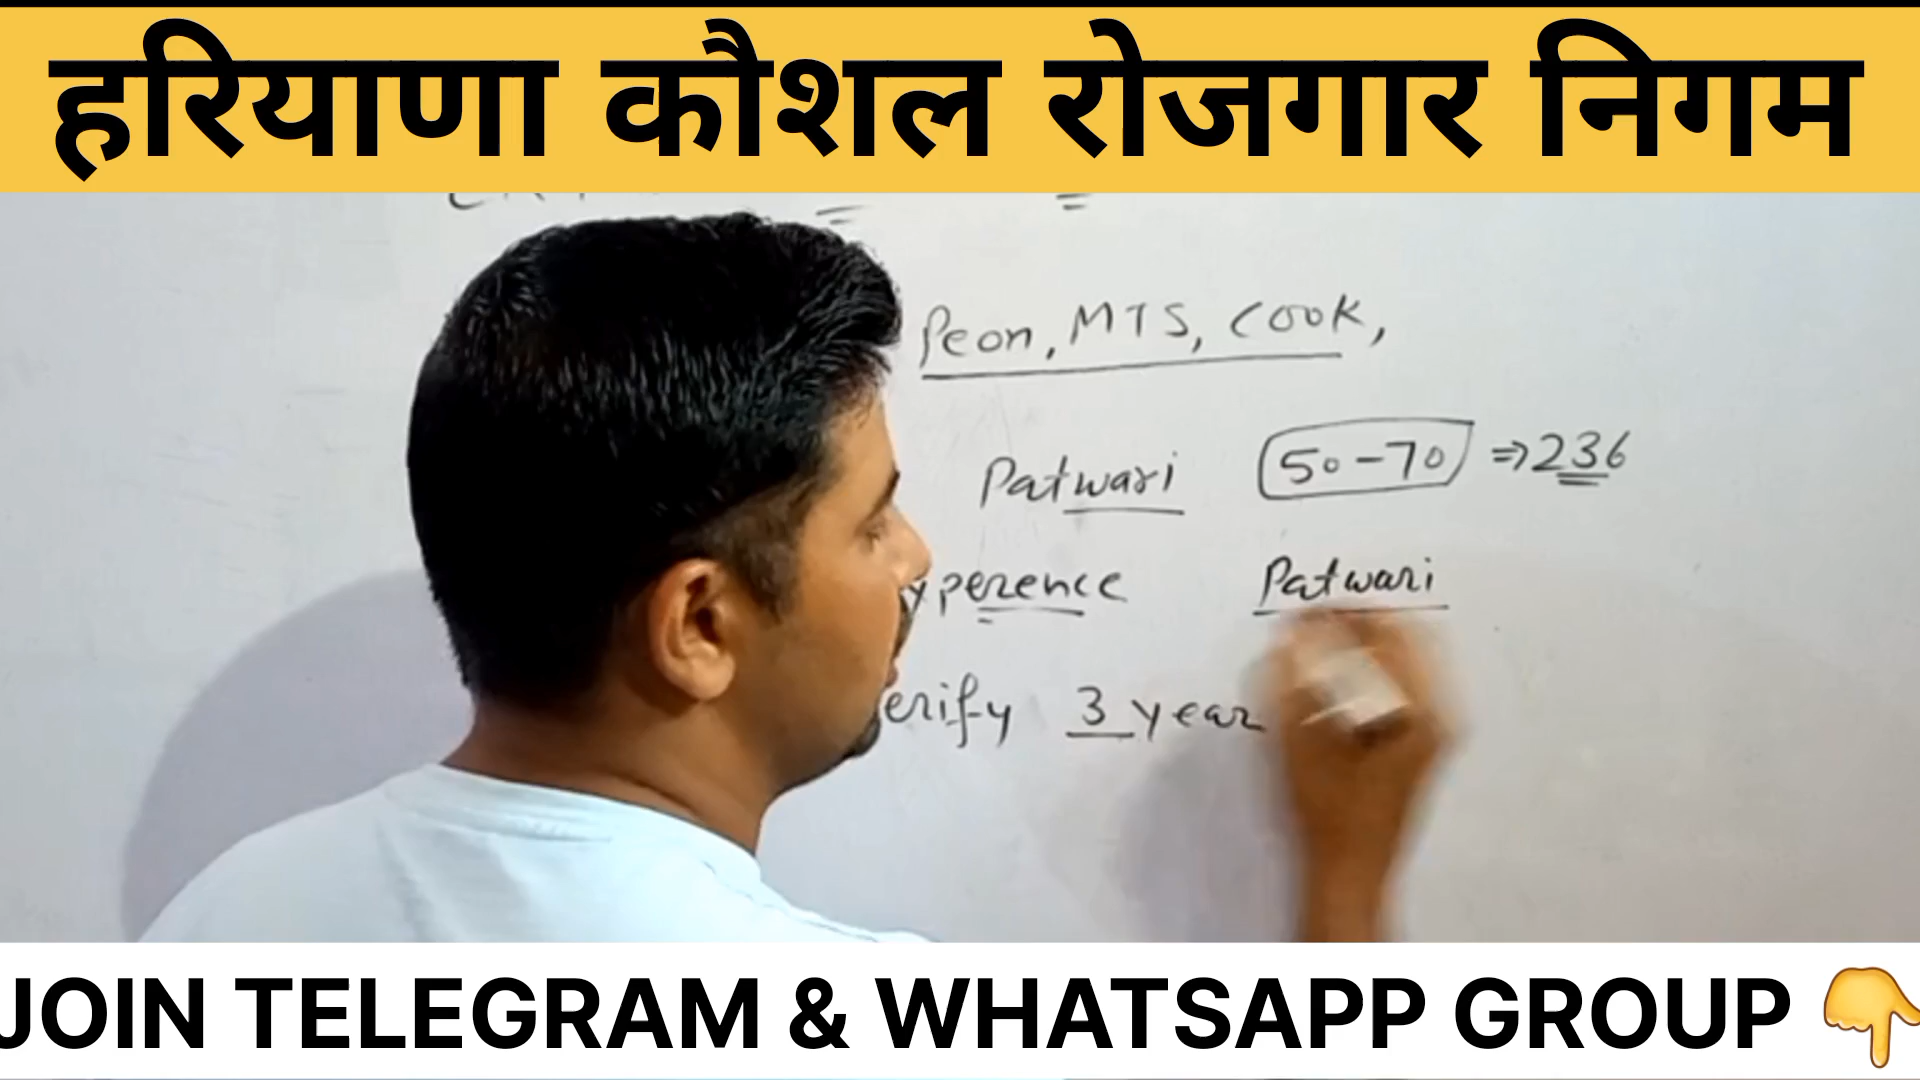 हरियाणा कौशल रोजगार निगम
Peon, MTS, Cook,
Patwari 50-70 ⇒ 236
yperence Patwari
erify 3 year
JOIN TELEGRAM & WHATSAPP GROUP 👇